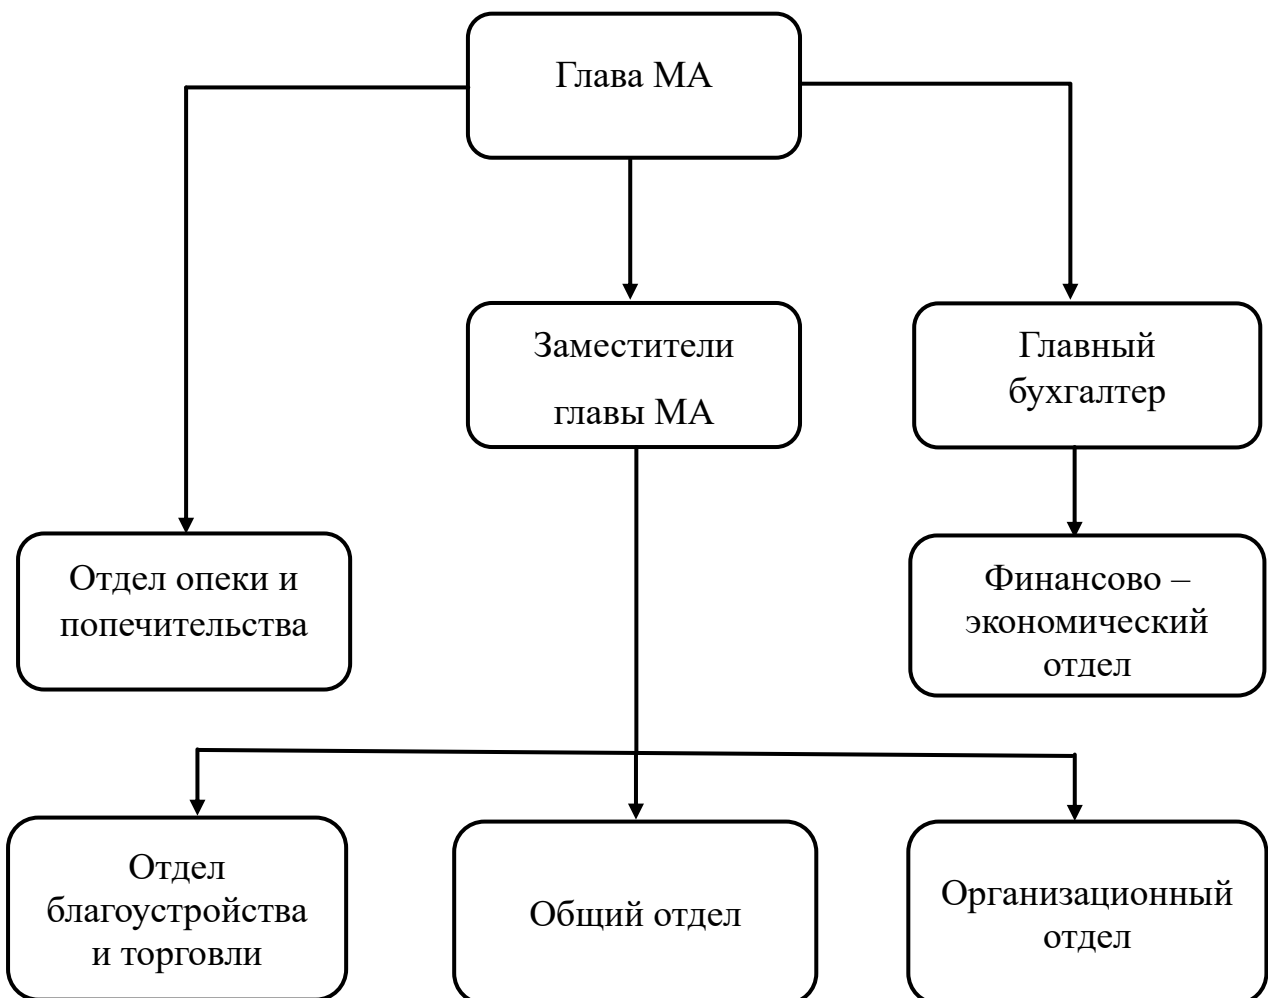 Глава МА
Заместители
главы МА
Главный
бухгалтер
Отдел опеки и
попечительства
Финансово –
экономический
отдел
Отдел
благоустройства
и торговли
Общий отдел
Организационный
отдел